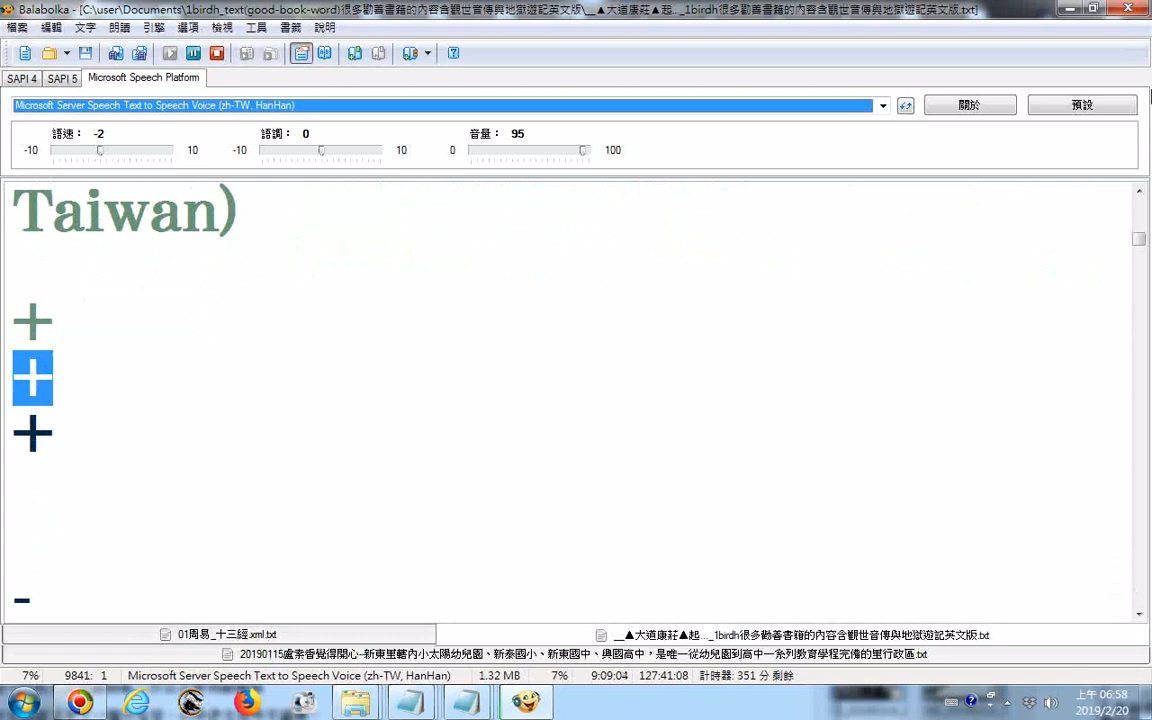 Balabolka - [C:\user\Documents\1birdh_text(good-book-word)很多勸善書籍的內容含觀世音傳與地獄遊記英文版\__▲大道康莊▲起..._1birdh很多勸善書籍的內容含觀世音傳與地獄遊記英文版.txt]
檔案 編輯 文字 朗讀 引擎 選項 檢視 工具 書籤 說明
SAPI 4 SAPI 5 Microsoft Speech Platform
Microsoft Server Speech Text to Speech Voice (zh-TW, HanHan) 關於 預設
語速： -2 語調： 0 音量： 95
-10 10 -10 10 0 100
Taiwan)
+
+
+
-
01周易_十三經.xml.txt __▲大道康莊▲起..._1birdh很多勸善書籍的內容含觀世音傳與地獄遊記英文版.txt
20190115盧素香覺得開心-新東里轄內小太陽幼兒園、新泰國小、新東國中、興國高中，是唯一從幼兒園到高中一系列教育學程完備的里行政區.txt
7% 9841: 1 Microsoft Server Speech Text to Speech Voice (zh-TW, HanHan) 1.32 MB 7% 9:09:04 127:41:08 計時器： 351 分 剩餘
上午 06:58
2019/2/20